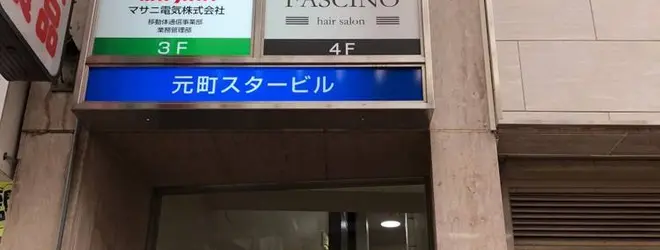 マサニ電気株式会社
移動体通信事業部
業務管理部
3F
FASCINO
hair salon
4F
元町スタービル